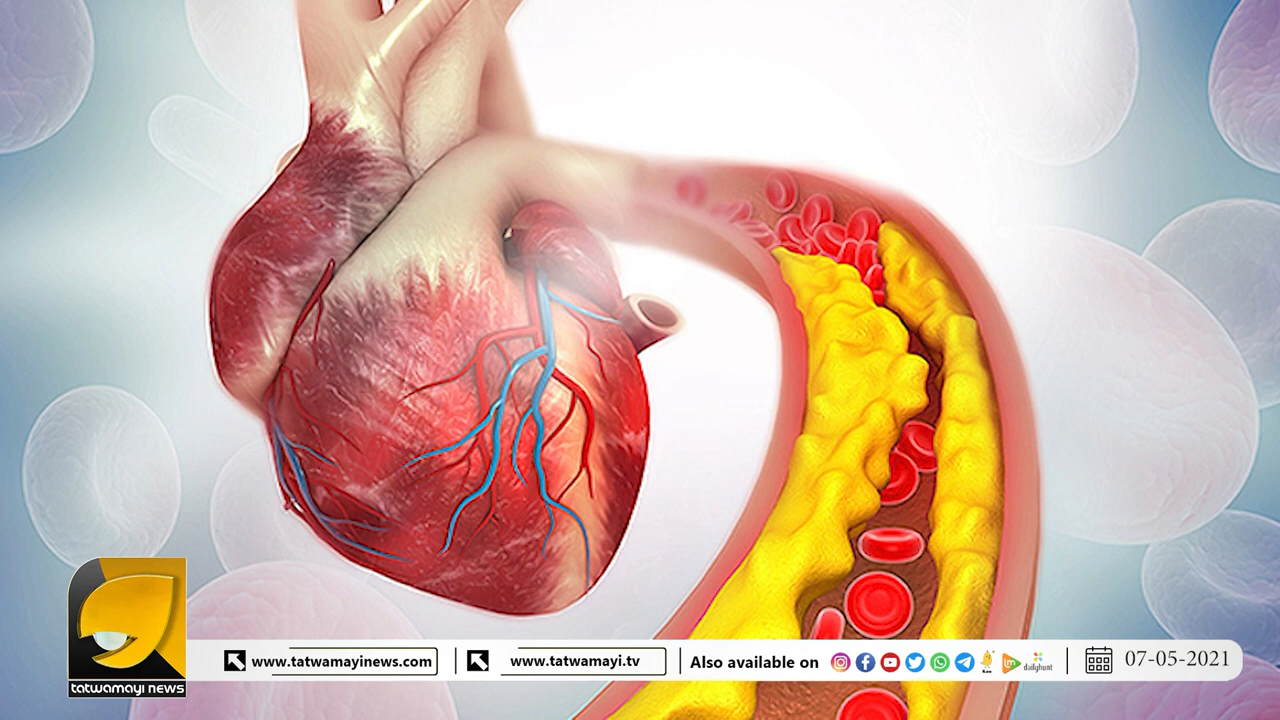 tatwamayi news
www.tatwamayinews.com
www.tatwamayi.tv
Also available on
dailyhunt
07-05-2021